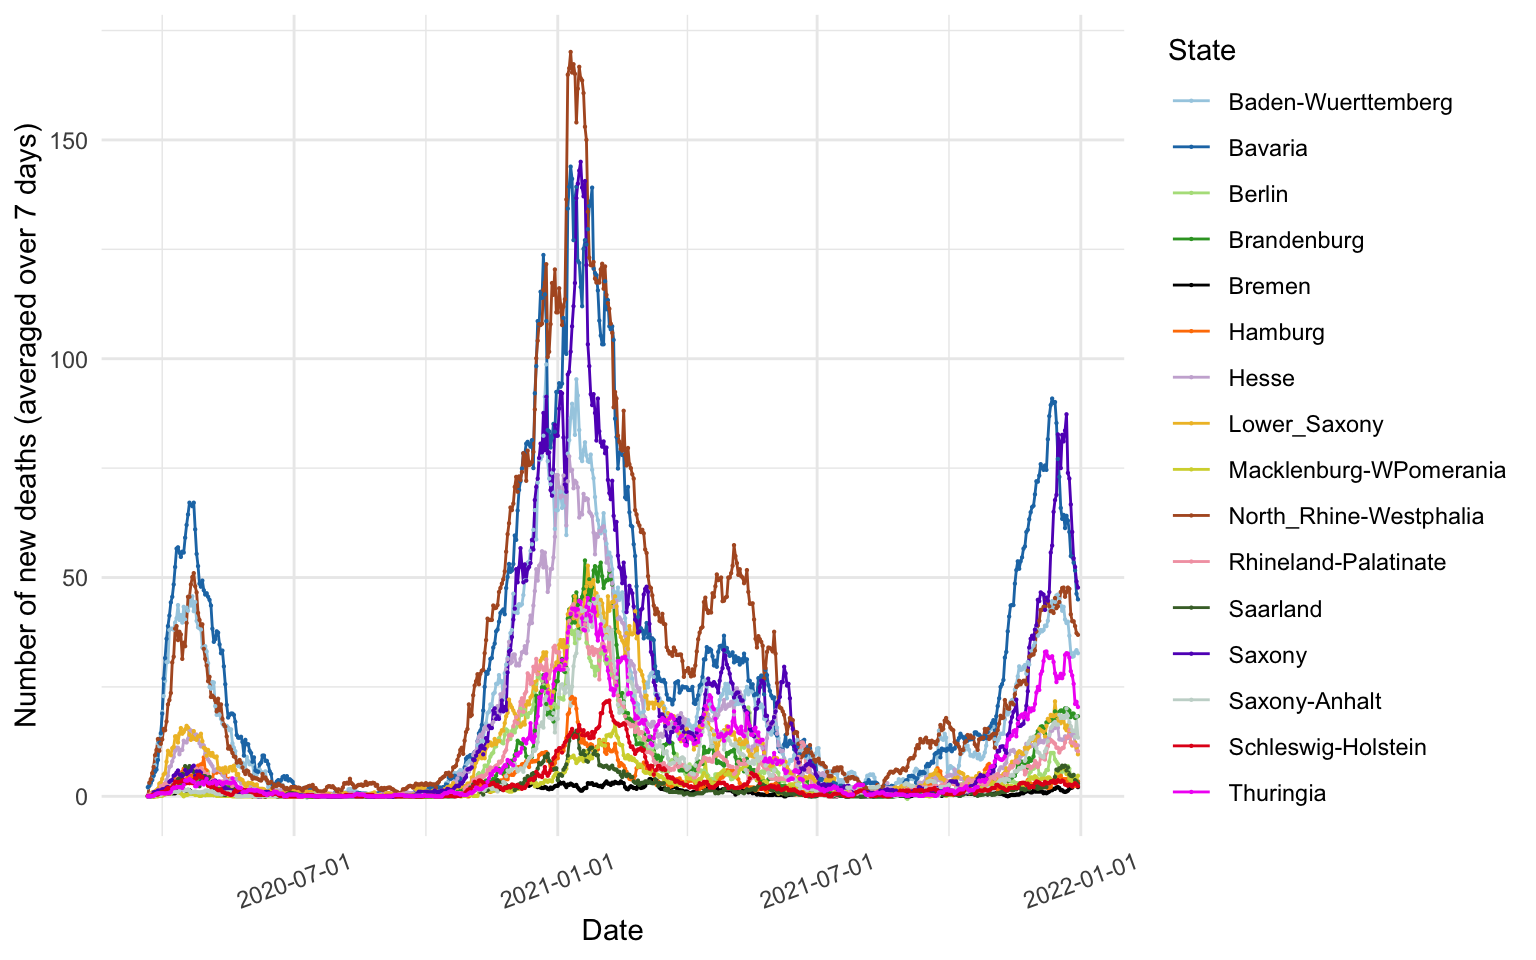 State
Baden-Wuerttemberg
Bavaria
Berlin
Brandenburg
Bremen
Hamburg
Hesse
Lower_Saxony
Macklenburg-WPomerania
North_Rhine-Westphalia
Rhineland-Palatinate
Saarland
Saxony
Saxony-Anhalt
Schleswig-Holstein
Thuringia
Number of new deaths (averaged over 7 days)
150
100
50
0
2020-07-01
2021-01-01
2021-07-01
2022-01-01
Date